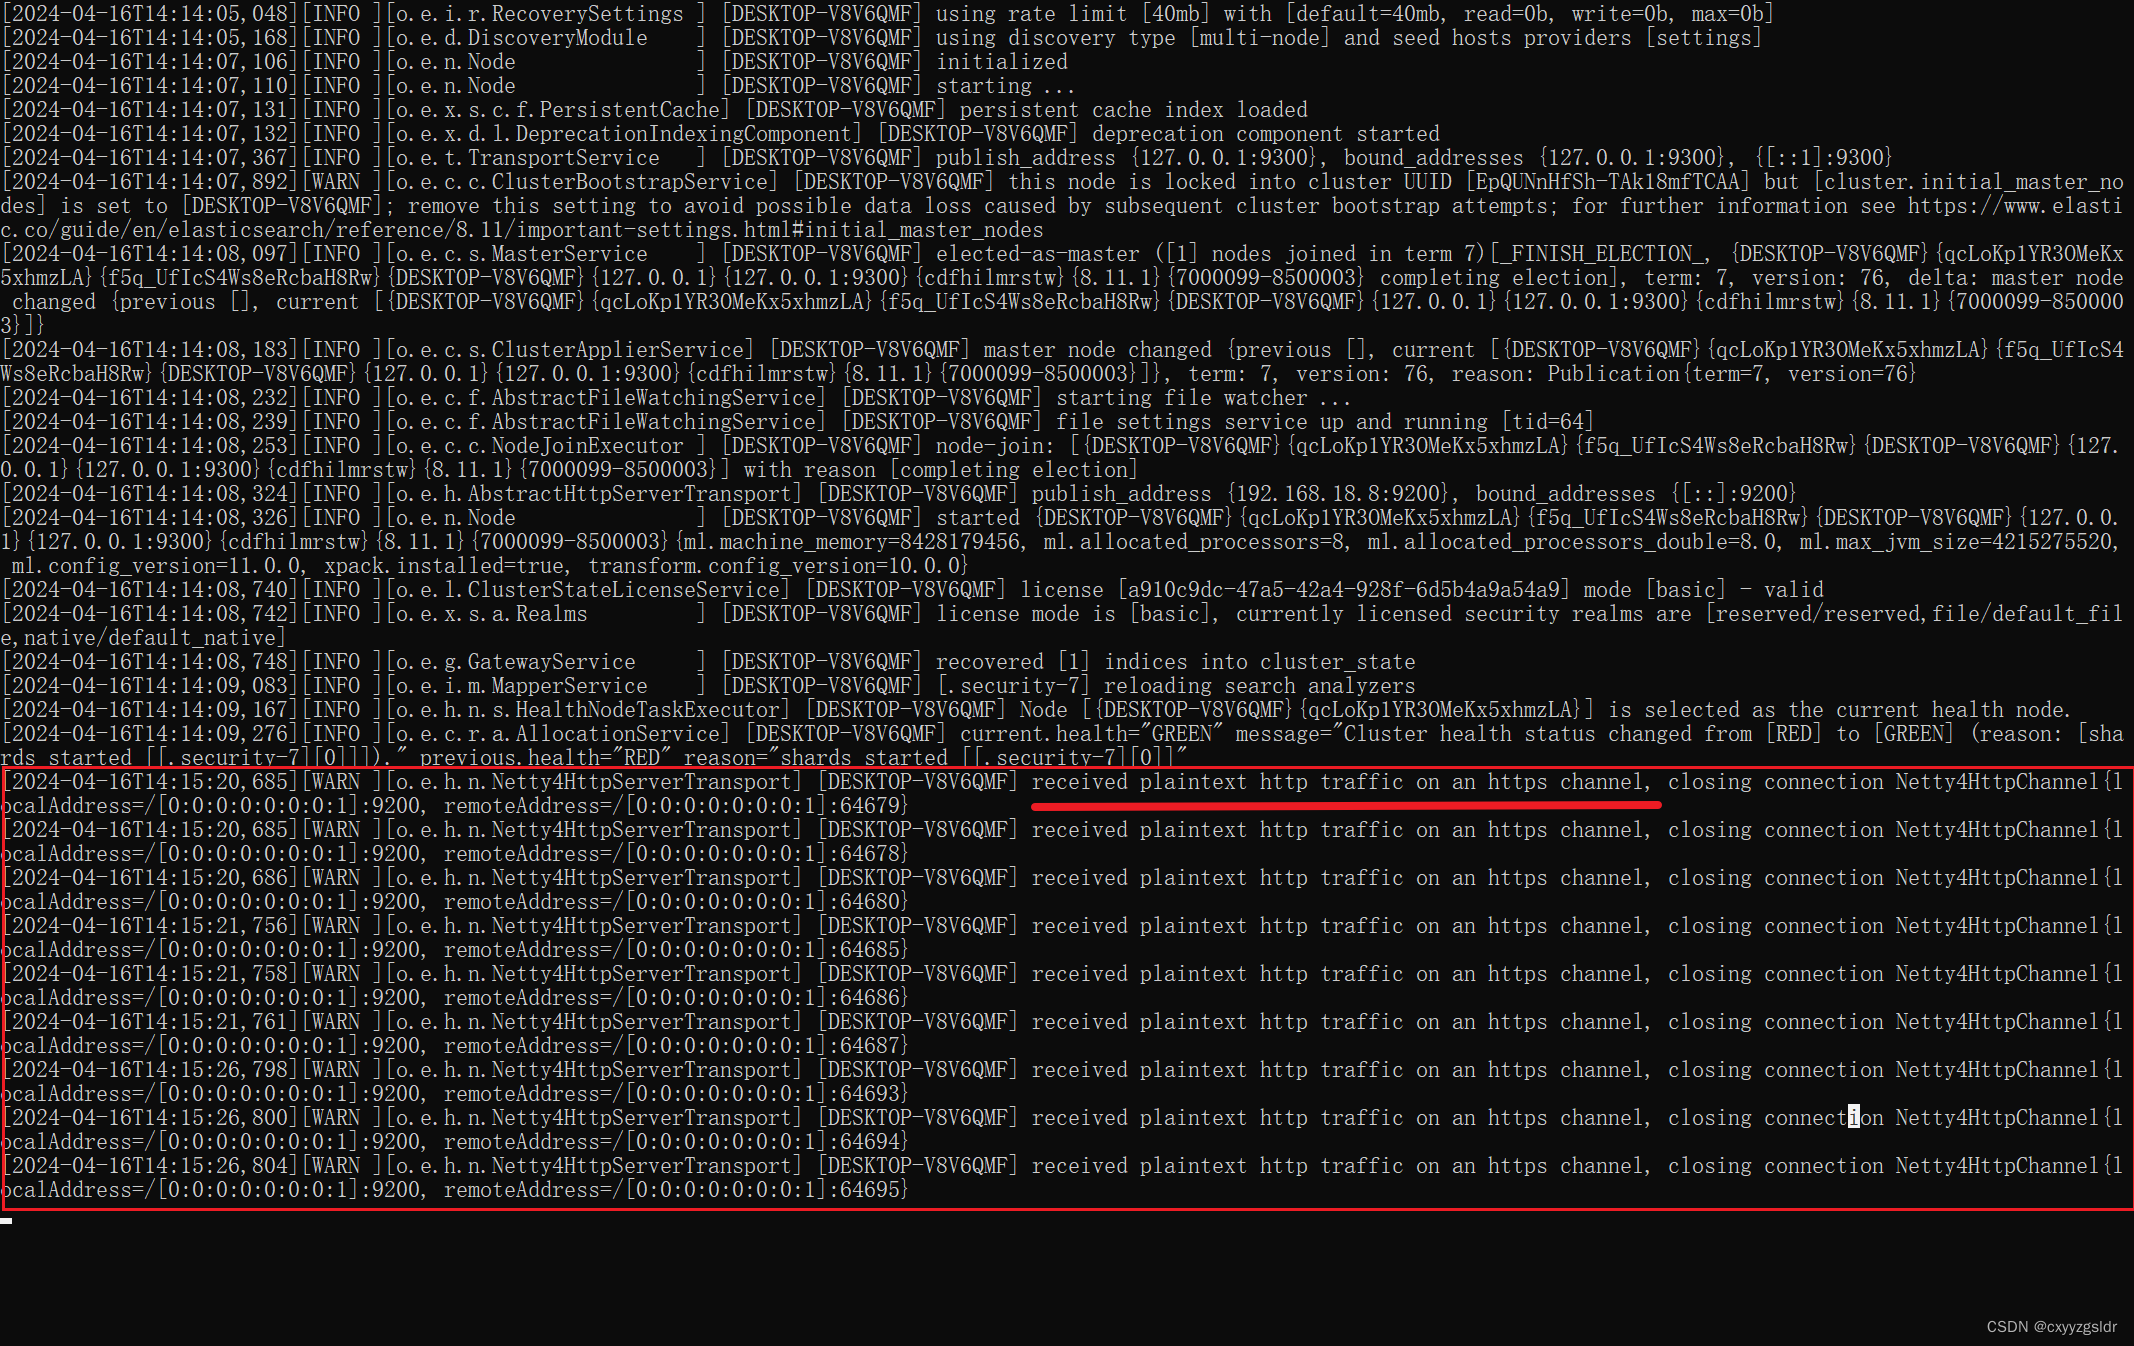 [2024-04-16T14:14:05,048][INFO ][o.e.i.r.RecoverySettings ] [DESKTOP-V8V6QMF] using rate limit [40mb] with [default=40mb, read=0b, write=0b, max=0b]
[2024-04-16T14:14:05,168][INFO ][o.e.d.DiscoveryModule    ] [DESKTOP-V8V6QMF] using discovery type [multi-node] and seed hosts providers [settings]
[2024-04-16T14:14:07,106][INFO ][o.e.n.Node               ] [DESKTOP-V8V6QMF] initialized
[2024-04-16T14:14:07,110][INFO ][o.e.n.Node               ] [DESKTOP-V8V6QMF] starting ...
[2024-04-16T14:14:07,131][INFO ][o.e.x.s.c.f.PersistentCache] [DESKTOP-V8V6QMF] persistent cache index loaded
[2024-04-16T14:14:07,132][INFO ][o.e.x.d.l.DeprecationIndexingComponent] [DESKTOP-V8V6QMF] deprecation component started
[2024-04-16T14:14:07,367][INFO ][o.e.t.TransportService   ] [DESKTOP-V8V6QMF] publish_address {127.0.0.1:9300}, bound_addresses {127.0.0.1:9300}, {[::1]:9300}
[2024-04-16T14:14:07,892][WARN ][o.e.c.c.ClusterBootstrapService] [DESKTOP-V8V6QMF] this node is locked into cluster UUID [EpQUNnHfSh-TAk18mfTCAA] but [cluster.initial_master_no
des] is set to [DESKTOP-V8V6QMF]; remove this setting to avoid possible data loss caused by subsequent cluster bootstrap attempts; for further information see https://www.elasti
c.co/guide/en/elasticsearch/reference/8.11/important-settings.html#initial_master_nodes
[2024-04-16T14:14:08,097][INFO ][o.e.c.s.MasterService    ] [DESKTOP-V8V6QMF] elected-as-master ([1] nodes joined in term 7)[_FINISH_ELECTION_, {DESKTOP-V8V6QMF}{qcLoKp1YR3OMeKx
5xhmzLA}{f5q_UfIcS4Ws8eRcbaH8Rw}{DESKTOP-V8V6QMF}{127.0.0.1}{127.0.0.1:9300}{cdfhilmrstw}{8.11.1}{7000099-8500003} completing election], term: 7, version: 76, delta: master node
 changed {previous [], current [{DESKTOP-V8V6QMF}{qcLoKp1YR3OMeKx5xhmzLA}{f5q_UfIcS4Ws8eRcbaH8Rw}{DESKTOP-V8V6QMF}{127.0.0.1}{127.0.0.1:9300}{cdfhilmrstw}{8.11.1}{7000099-850000
3}]}
[2024-04-16T14:14:08,183][INFO ][o.e.c.s.ClusterApplierService] [DESKTOP-V8V6QMF] master node changed {previous [], current [{DESKTOP-V8V6QMF}{qcLoKp1YR3OMeKx5xhmzLA}{f5q_UfIcS4
Ws8eRcbaH8Rw}{DESKTOP-V8V6QMF}{127.0.0.1}{127.0.0.1:9300}{cdfhilmrstw}{8.11.1}{7000099-8500003}]}, term: 7, version: 76, reason: Publication{term=7, version=76}
[2024-04-16T14:14:08,232][INFO ][o.e.c.f.AbstractFileWatchingService] [DESKTOP-V8V6QMF] starting file watcher ...
[2024-04-16T14:14:08,239][INFO ][o.e.c.f.AbstractFileWatchingService] [DESKTOP-V8V6QMF] file settings service up and running [tid=64]
[2024-04-16T14:14:08,253][INFO ][o.e.c.c.NodeJoinExecutor ] [DESKTOP-V8V6QMF] node-join: [{DESKTOP-V8V6QMF}{qcLoKp1YR3OMeKx5xhmzLA}{f5q_UfIcS4Ws8eRcbaH8Rw}{DESKTOP-V8V6QMF}{127.
0.0.1}{127.0.0.1:9300}{cdfhilmrstw}{8.11.1}{7000099-8500003}] with reason [completing election]
[2024-04-16T14:14:08,324][INFO ][o.e.h.AbstractHttpServerTransport] [DESKTOP-V8V6QMF] publish_address {192.168.18.8:9200}, bound_addresses {[::]:9200}
[2024-04-16T14:14:08,326][INFO ][o.e.n.Node               ] [DESKTOP-V8V6QMF] started {DESKTOP-V8V6QMF}{qcLoKp1YR3OMeKx5xhmzLA}{f5q_UfIcS4Ws8eRcbaH8Rw}{DESKTOP-V8V6QMF}{127.0.0.
1}{127.0.0.1:9300}{cdfhilmrstw}{8.11.1}{7000099-8500003}{ml.machine_memory=8428179456, ml.allocated_processors=8, ml.allocated_processors_double=8.0, ml.max_jvm_size=4215275520,
 ml.config_version=11.0.0, xpack.installed=true, transform.config_version=10.0.0}
[2024-04-16T14:14:08,740][INFO ][o.e.l.ClusterStateLicenseService] [DESKTOP-V8V6QMF] license [a910c9dc-47a5-42a4-928f-6d5b4a9a54a9] mode [basic] - valid
[2024-04-16T14:14:08,742][INFO ][o.e.x.s.a.Realms         ] [DESKTOP-V8V6QMF] license mode is [basic], currently licensed security realms are [reserved/reserved,file/default_fil
e,native/default_native]
[2024-04-16T14:14:08,748][INFO ][o.e.g.GatewayService     ] [DESKTOP-V8V6QMF] recovered [1] indices into cluster_state
[2024-04-16T14:14:09,083][INFO ][o.e.i.m.MapperService    ] [DESKTOP-V8V6QMF] [.security-7] reloading search analyzers
[2024-04-16T14:14:09,167][INFO ][o.e.h.n.s.HealthNodeTaskExecutor] [DESKTOP-V8V6QMF] Node [{DESKTOP-V8V6QMF}{qcLoKp1YR3OMeKx5xhmzLA}] is selected as the current health node.
[2024-04-16T14:14:09,276][INFO ][o.e.c.r.a.AllocationService] [DESKTOP-V8V6QMF] current.health="GREEN" message="Cluster health status changed from [RED] to [GREEN] (reason: [sha
rds started [[.security-7][0]]])." previous.health="RED" reason="shards started [[.security-7][0]]"
[2024-04-16T14:15:20,685][WARN ][o.e.h.n.Netty4HttpServerTransport] [DESKTOP-V8V6QMF] received plaintext http traffic on an https channel, closing connection Netty4HttpChannel{l
ocalAddress=/[0:0:0:0:0:0:0:1]:9200, remoteAddress=/[0:0:0:0:0:0:0:1]:64679}
[2024-04-16T14:15:20,685][WARN ][o.e.h.n.Netty4HttpServerTransport] [DESKTOP-V8V6QMF] received plaintext http traffic on an https channel, closing connection Netty4HttpChannel{l
ocalAddress=/[0:0:0:0:0:0:0:1]:9200, remoteAddress=/[0:0:0:0:0:0:0:1]:64678}
[2024-04-16T14:15:20,686][WARN ][o.e.h.n.Netty4HttpServerTransport] [DESKTOP-V8V6QMF] received plaintext http traffic on an https channel, closing connection Netty4HttpChannel{l
ocalAddress=/[0:0:0:0:0:0:0:1]:9200, remoteAddress=/[0:0:0:0:0:0:0:1]:64680}
[2024-04-16T14:15:21,756][WARN ][o.e.h.n.Netty4HttpServerTransport] [DESKTOP-V8V6QMF] received plaintext http traffic on an https channel, closing connection Netty4HttpChannel{l
ocalAddress=/[0:0:0:0:0:0:0:1]:9200, remoteAddress=/[0:0:0:0:0:0:0:1]:64685}
[2024-04-16T14:15:21,758][WARN ][o.e.h.n.Netty4HttpServerTransport] [DESKTOP-V8V6QMF] received plaintext http traffic on an https channel, closing connection Netty4HttpChannel{l
ocalAddress=/[0:0:0:0:0:0:0:1]:9200, remoteAddress=/[0:0:0:0:0:0:0:1]:64686}
[2024-04-16T14:15:21,761][WARN ][o.e.h.n.Netty4HttpServerTransport] [DESKTOP-V8V6QMF] received plaintext http traffic on an https channel, closing connection Netty4HttpChannel{l
ocalAddress=/[0:0:0:0:0:0:0:1]:9200, remoteAddress=/[0:0:0:0:0:0:0:1]:64687}
[2024-04-16T14:15:26,798][WARN ][o.e.h.n.Netty4HttpServerTransport] [DESKTOP-V8V6QMF] received plaintext http traffic on an https channel, closing connection Netty4HttpChannel{l
ocalAddress=/[0:0:0:0:0:0:0:1]:9200, remoteAddress=/[0:0:0:0:0:0:0:1]:64693}
[2024-04-16T14:15:26,800][WARN ][o.e.h.n.Netty4HttpServerTransport] [DESKTOP-V8V6QMF] received plaintext http traffic on an https channel, closing connection Netty4HttpChannel{l
ocalAddress=/[0:0:0:0:0:0:0:1]:9200, remoteAddress=/[0:0:0:0:0:0:0:1]:64694}
[2024-04-16T14:15:26,804][WARN ][o.e.h.n.Netty4HttpServerTransport] [DESKTOP-V8V6QMF] received plaintext http traffic on an https channel, closing connection Netty4HttpChannel{l
ocalAddress=/[0:0:0:0:0:0:0:1]:9200, remoteAddress=/[0:0:0:0:0:0:0:1]:64695}
CSDN @cxyyzgsldr